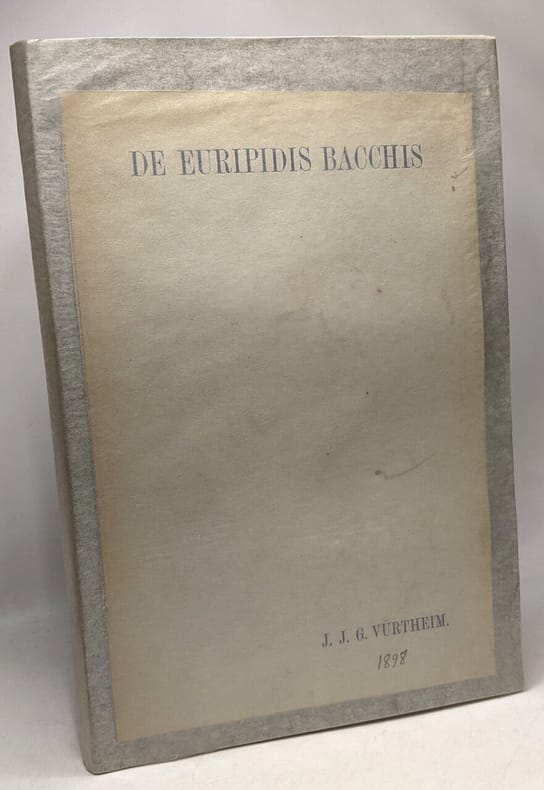 DE EURIPIDIS BACCHIS
J. J. G. VÜRTHEIM.
1898